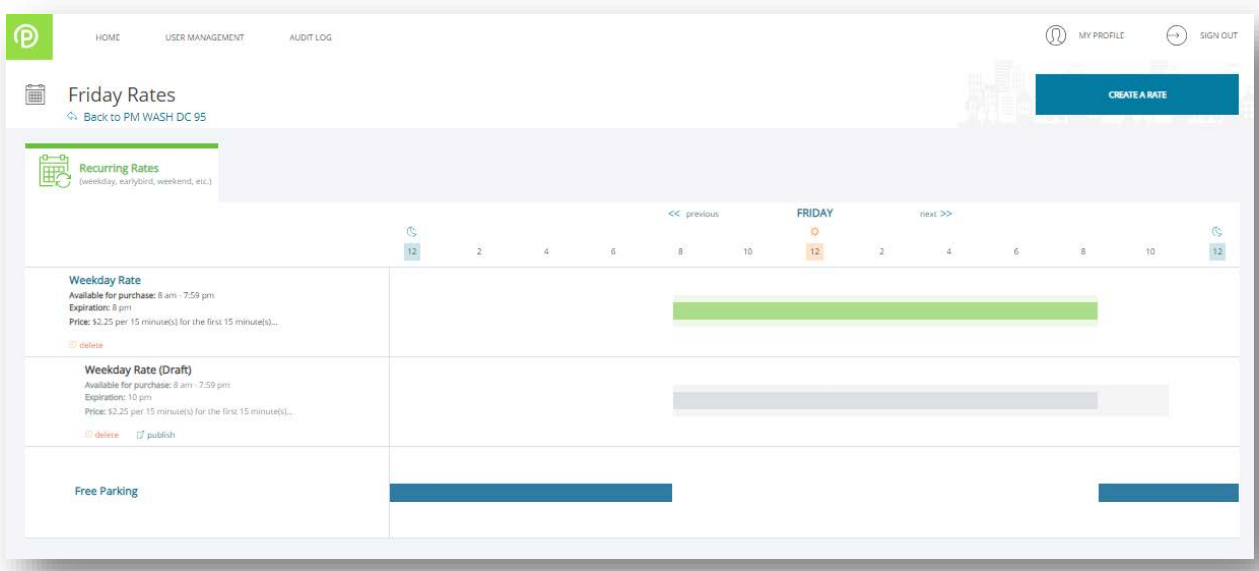 P
HOME USER MANAGEMENT AUDIT LOG MY PROFILE SIGN OUT
Friday Rates
Back to PM WASH DC 95
CREATE A RATE
Recurring Rates
(weekday, earlybird, weekend, etc.)
<< previous FRIDAY next >>
12 2 4 6 8 10 12 2 4 6 8 10 12
Weekday Rate
Available for purchase: 8 am - 7:59 pm
Expiration: 8 pm
Price: $2.25 per 15 minute(s) for the first 15 minute(s)...
delete
Weekday Rate (Draft)
Available for purchase: 8 am - 7:59 pm
Expiration: 10 pm
Price: $2.25 per 15 minute(s) for the first 15 minute(s)...
delete publish
Free Parking